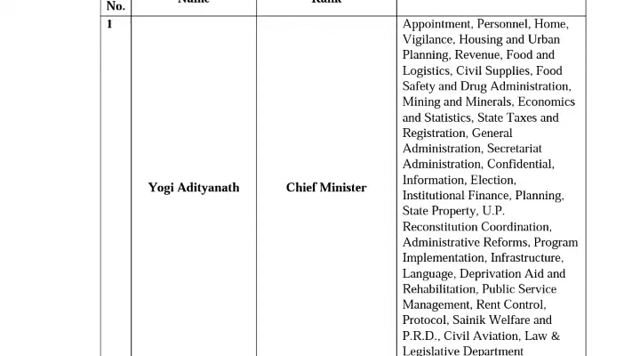 Name
Rank
No.
1
Yogi Adityanath
Chief Minister
Appointment, Personnel, Home,
Vigilance, Housing and Urban
Planning, Revenue, Food and
Logistics, Civil Supplies, Food
Safety and Drug Administration,
Mining and Minerals, Economics
and Statistics, State Taxes and
Registration, General
Administration, Secretariat
Administration, Confidential,
Information, Election,
Institutional Finance, Planning,
State Property, U.P.
Reconstitution Coordination,
Administrative Reforms, Program
Implementation, Infrastructure,
Language, Deprivation Aid and
Rehabilitation, Public Service
Management, Rent Control,
Protocol, Sainik Welfare and
P.R.D., Civil Aviation, Law &
Legislative Department